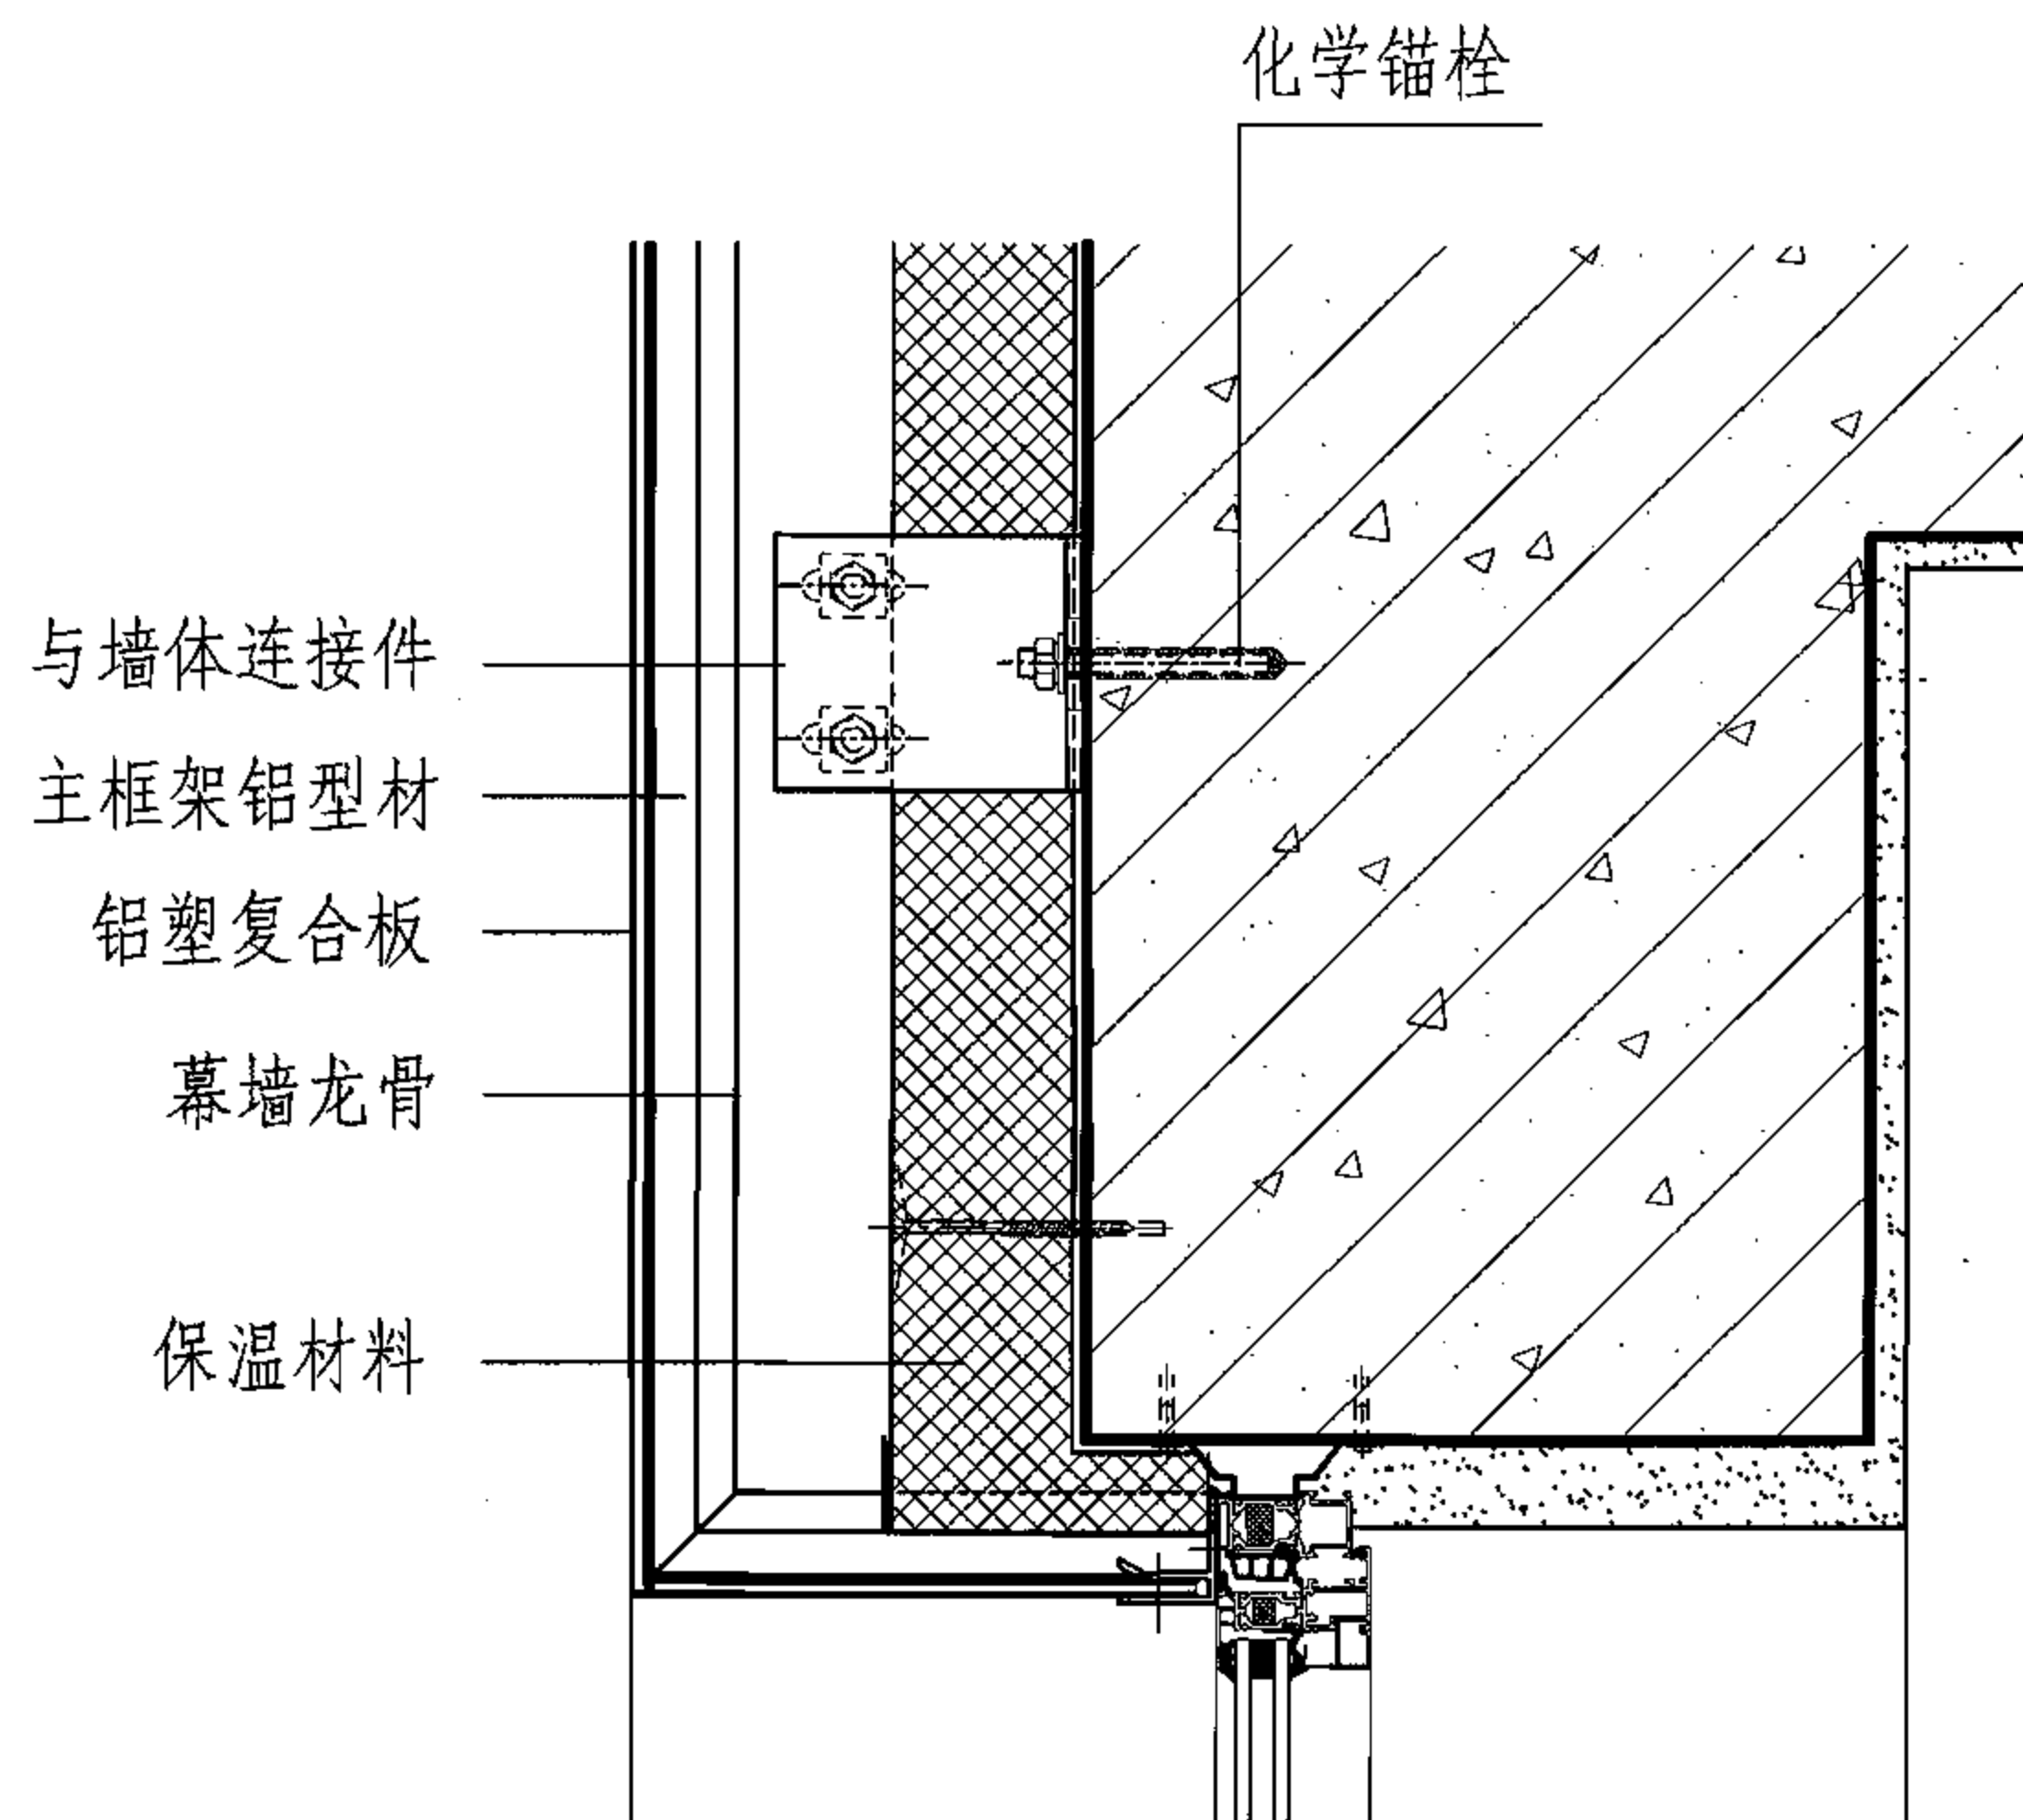 化学锚栓
与墙体连接件
主框架铝型材
铝塑复合板
幕墙龙骨
保温材料